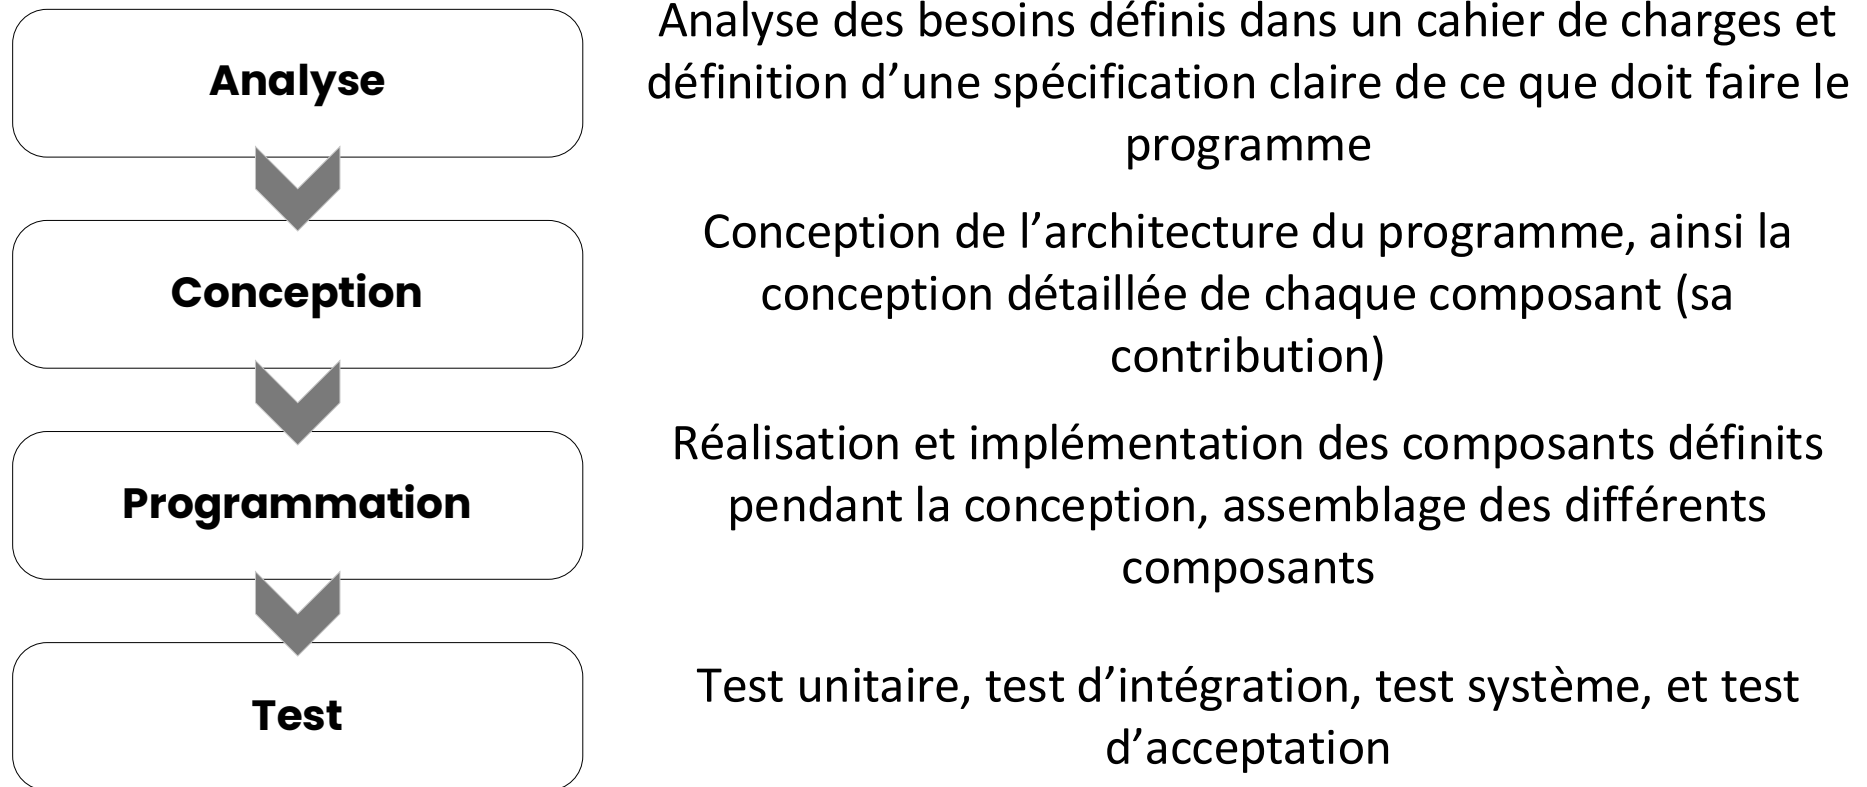 Analyse
Analyse des besoins définis dans un cahier de charges et
définition d’une spécification claire de ce que doit faire le
programme
Conception
Conception de l’architecture du programme, ainsi la
conception détaillée de chaque composant (sa
contribution)
Programmation
Réalisation et implémentation des composants définits
pendant la conception, assemblage des différents
composants
Test
Test unitaire, test d’intégration, test système, et test
d’acceptation